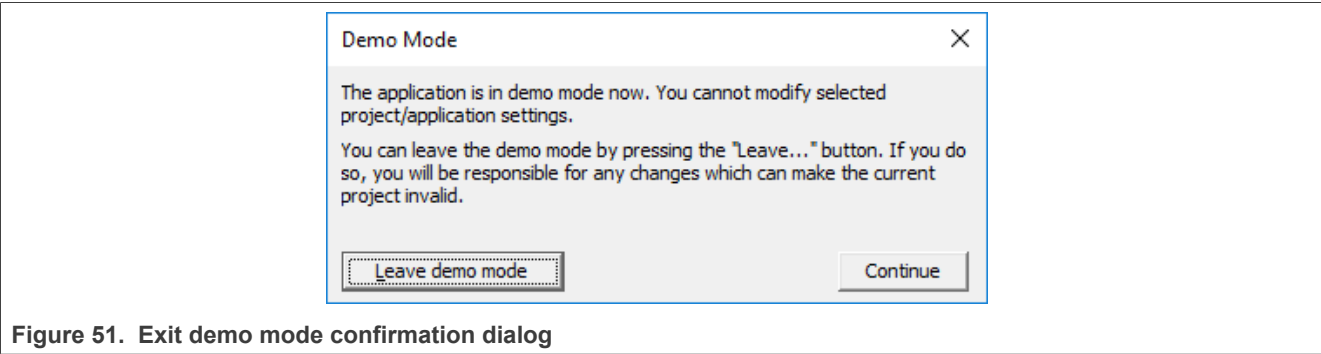 Demo Mode
The application is in demo mode now. You cannot modify selected
project/application settings.
You can leave the demo mode by pressing the "Leave..." button. If you do
so, you will be responsible for any changes which can make the current
project invalid.
Leave demo mode Continue
Figure 51. Exit demo mode confirmation dialog